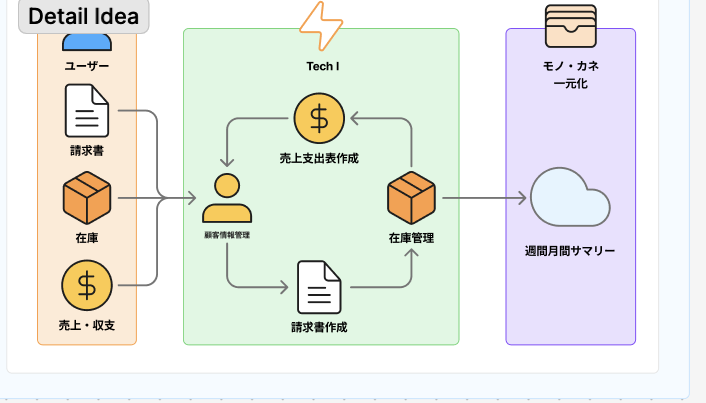 Detail Idea
ユーザー
請求書
在庫
売上・収支
Tech I
売上支出表作成
顧客情報管理
在庫管理
請求書作成
モノ・カネ
一元化
週間月間サマリー